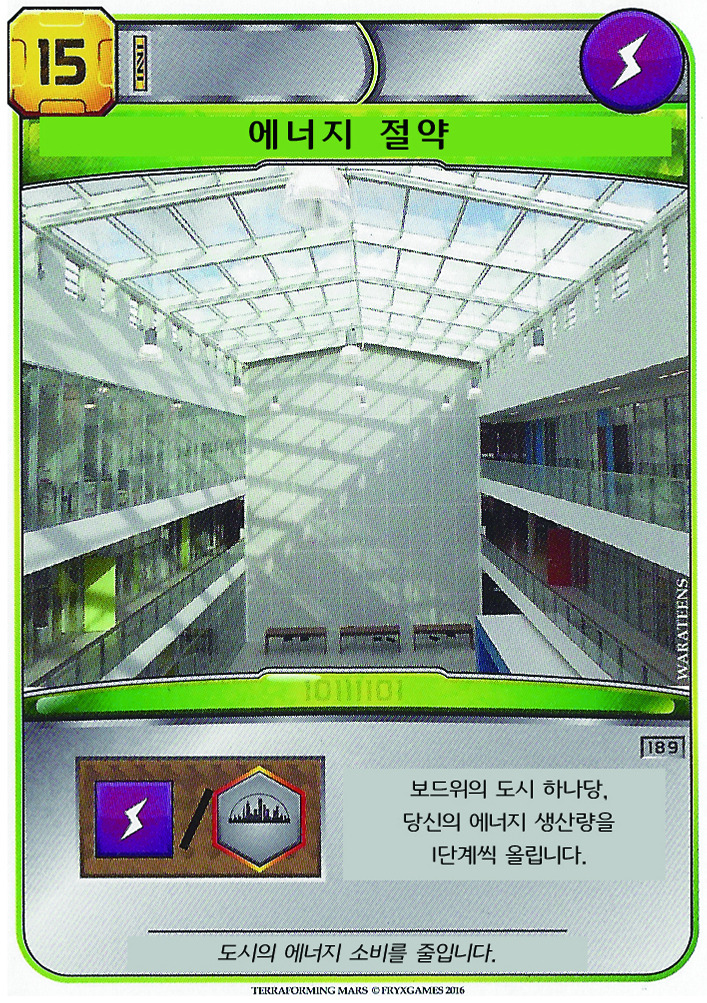 15
INIT
에너지 절약
WARATEENS
10111101
189
보드위의 도시 하나당,
당신의 에너지 생산량을
1단계씩 올립니다.
도시의 에너지 소비를 줄입니다.
TERRAFORMING MARS © FRYXGAMES 2016